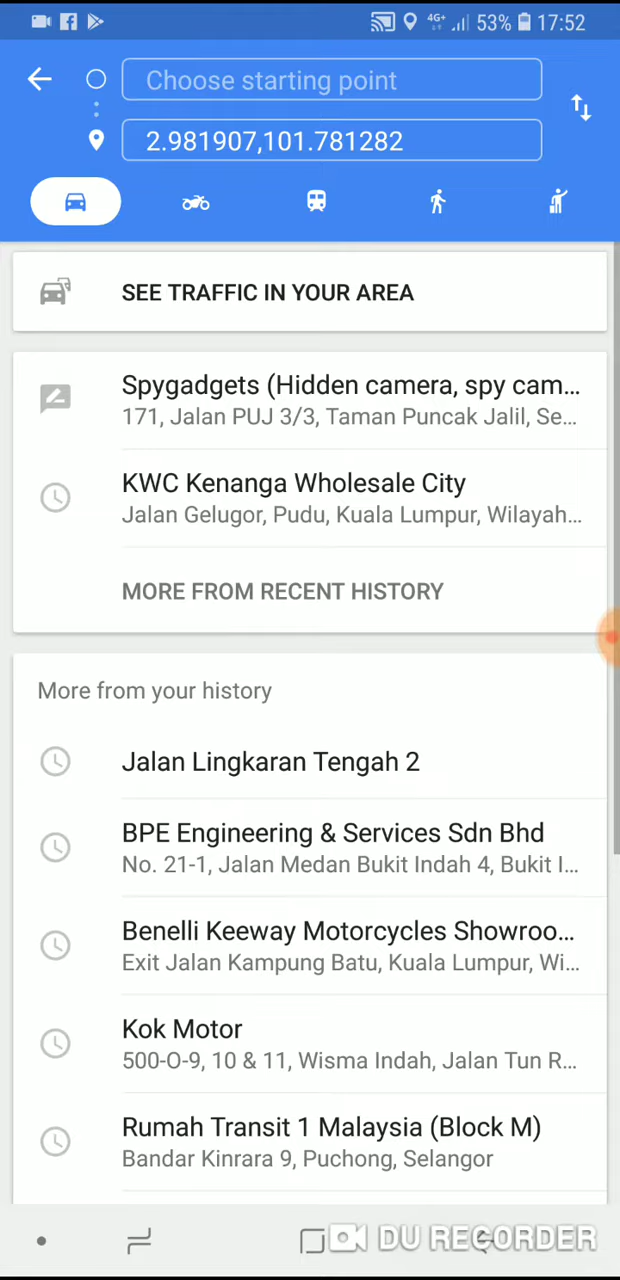 4G+ 53% 17:52
Choose starting point
2.981907,101.781282
SEE TRAFFIC IN YOUR AREA
Spygadgets (Hidden camera, spy cam...
171, Jalan PUJ 3/3, Taman Puncak Jalil, Se...
KWC Kenanga Wholesale City
Jalan Gelugor, Pudu, Kuala Lumpur, Wilayah...
MORE FROM RECENT HISTORY
More from your history
Jalan Lingkaran Tengah 2
BPE Engineering & Services Sdn Bhd
No. 21-1, Jalan Medan Bukit Indah 4, Bukit I...
Benelli Keeway Motorcycles Showroo...
Exit Jalan Kampung Batu, Kuala Lumpur, Wi...
Kok Motor
500-O-9, 10 & 11, Wisma Indah, Jalan Tun R...
Rumah Transit 1 Malaysia (Block M)
Bandar Kinrara 9, Puchong, Selangor
DU RECORDER